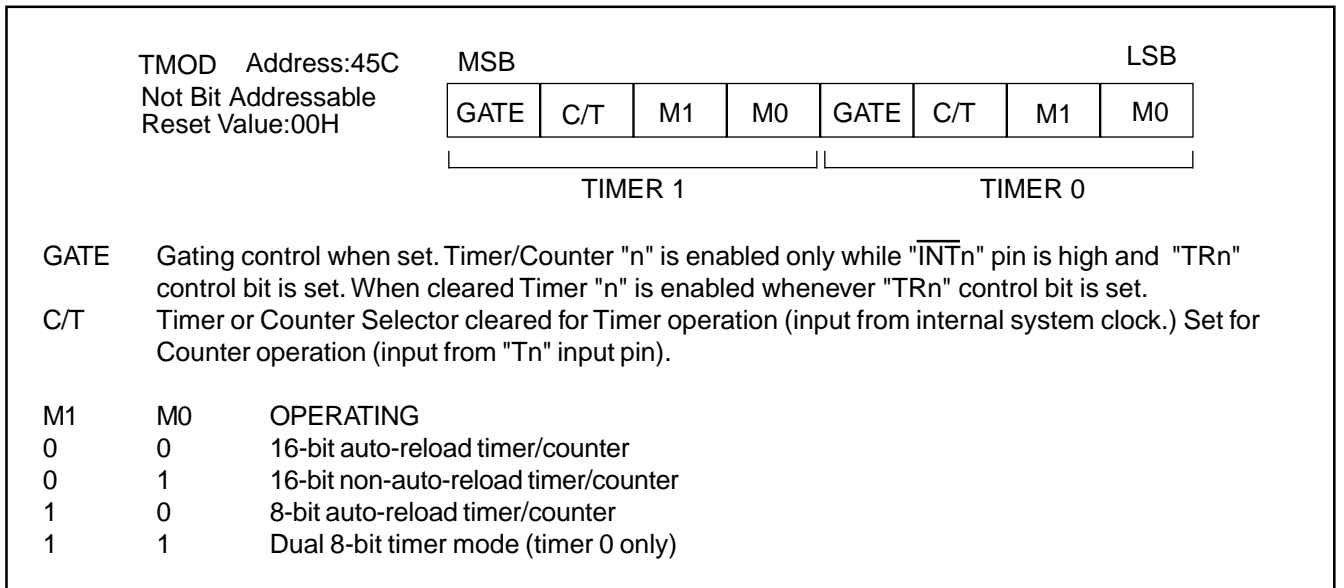 TMOD Address:45C MSB LSB
Not Bit Addressable
Reset Value:00H
GATE C/T M1 M0 GATE C/T M1 M0
TIMER 1 TIMER 0
GATE Gating control when set. Timer/Counter "n" is enabled only while "I̅N̅T̅n" pin is high and "TRn"
control bit is set. When cleared Timer "n" is enabled whenever "TRn" control bit is set.
C/T Timer or Counter Selector cleared for Timer operation (input from internal system clock.) Set for
Counter operation (input from "Tn" input pin).
M1 M0 OPERATING
0 0 16-bit auto-reload timer/counter
0 1 16-bit non-auto-reload timer/counter
1 0 8-bit auto-reload timer/counter
1 1 Dual 8-bit timer mode (timer 0 only)